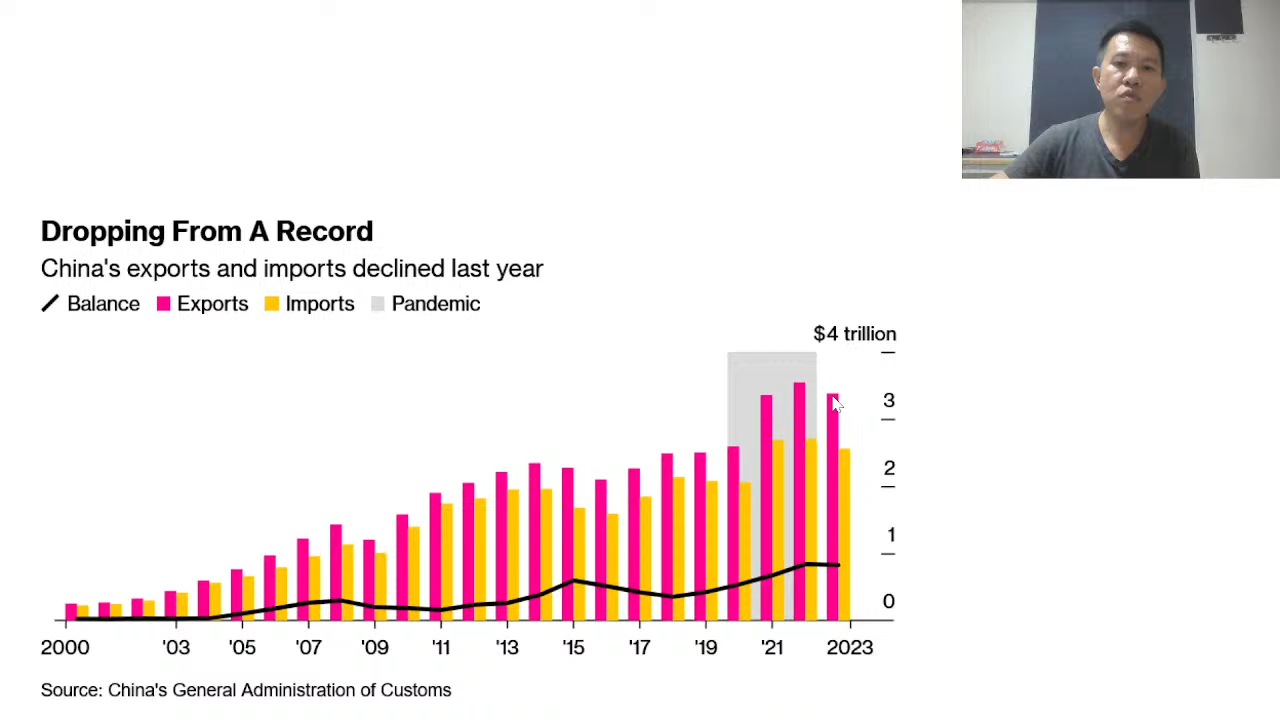 Dropping From A Record
China's exports and imports declined last year
Balance Exports Imports Pandemic
$4 trillion
3
2
1
0
2000 '03 '05 '07 '09 '11 '13 '15 '17 '19 '21 2023
Source: China's General Administration of Customs